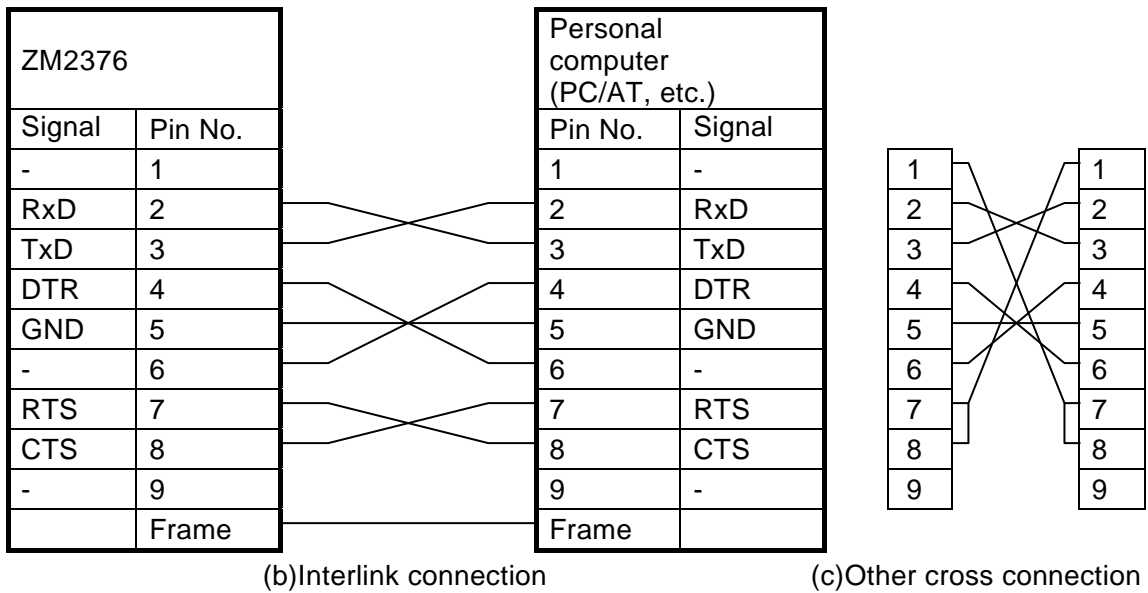 ZM2376
Personal
computer
(PC/AT, etc.)
Signal Pin No. Pin No. Signal
- 1 1 - 1 1
RxD 2 2 RxD 2 2
TxD 3 3 TxD 3 3
DTR 4 4 DTR 4 4
GND 5 5 GND 5 5
- 6 6 - 6 6
RTS 7 7 RTS 7 7
CTS 8 8 CTS 8 8
- 9 9 - 9 9
Frame Frame
(b)Interlink connection (c)Other cross connection